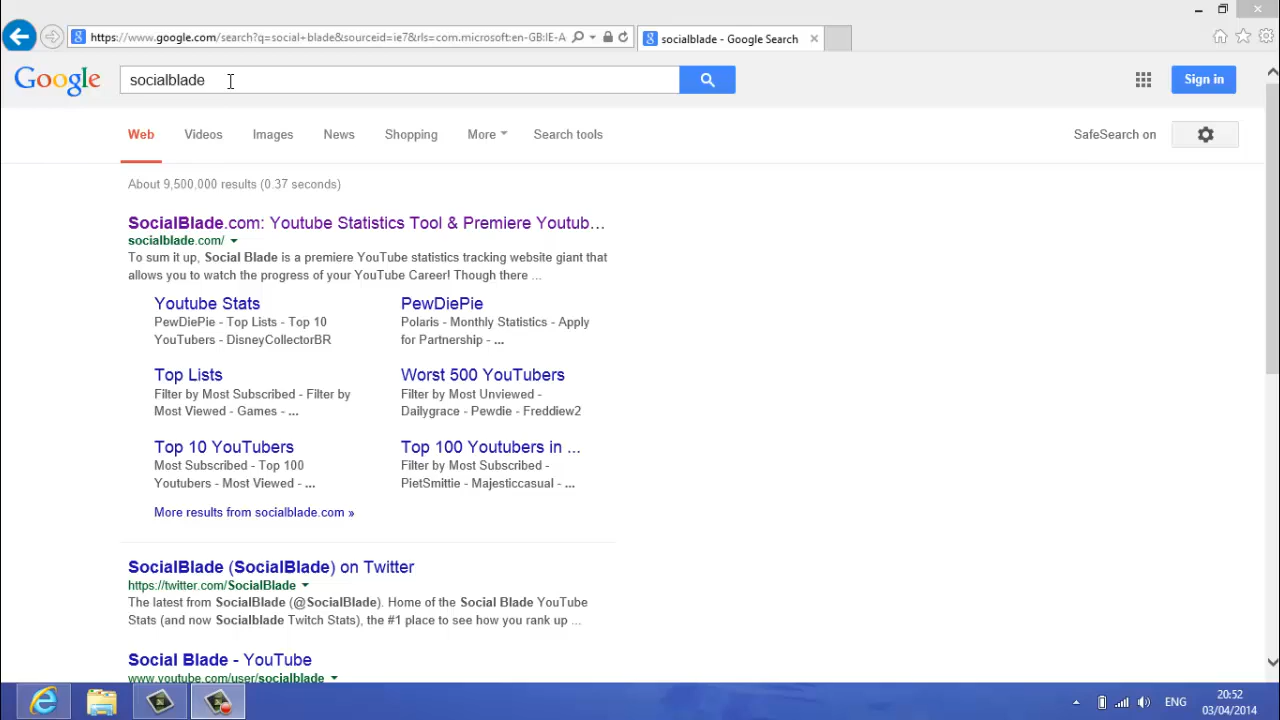 https://www.google.com/search?q=social+blade&sourceid=ie7&rls=com.microsoft:en-GB:IE-A
socialblade - Google Search
Google
socialblade
Sign in
Web Videos Images News Shopping More Search tools
SafeSearch on
About 9,500,000 results (0.37 seconds)
SocialBlade.com: Youtube Statistics Tool & Premiere Youtub...
socialblade.com/
To sum it up, Social Blade is a premiere YouTube statistics tracking website giant that
allows you to watch the progress of your YouTube Career! Though there ...
Youtube Stats
PewDiePie - Top Lists - Top 10
YouTubers - DisneyCollectorBR
PewDiePie
Polaris - Monthly Statistics - Apply
for Partnership - ...
Top Lists
Filter by Most Subscribed - Filter by
Most Viewed - Games - ...
Worst 500 YouTubers
Filter by Most Unviewed -
Dailygrace - Pewdie - Freddiew2
Top 10 YouTubers
Most Subscribed - Top 100
Youtubers - Most Viewed - ...
Top 100 Youtubers in ...
Filter by Most Subscribed -
PietSmittie - Majesticcasual - ...
More results from socialblade.com »
SocialBlade (SocialBlade) on Twitter
https://twitter.com/SocialBlade
The latest from SocialBlade (@SocialBlade). Home of the Social Blade YouTube
Stats (and now Socialblade Twitch Stats), the #1 place to see how you rank up ...
Social Blade - YouTube
www.youtube.com/user/socialblade
ENG
20:52
03/04/2014